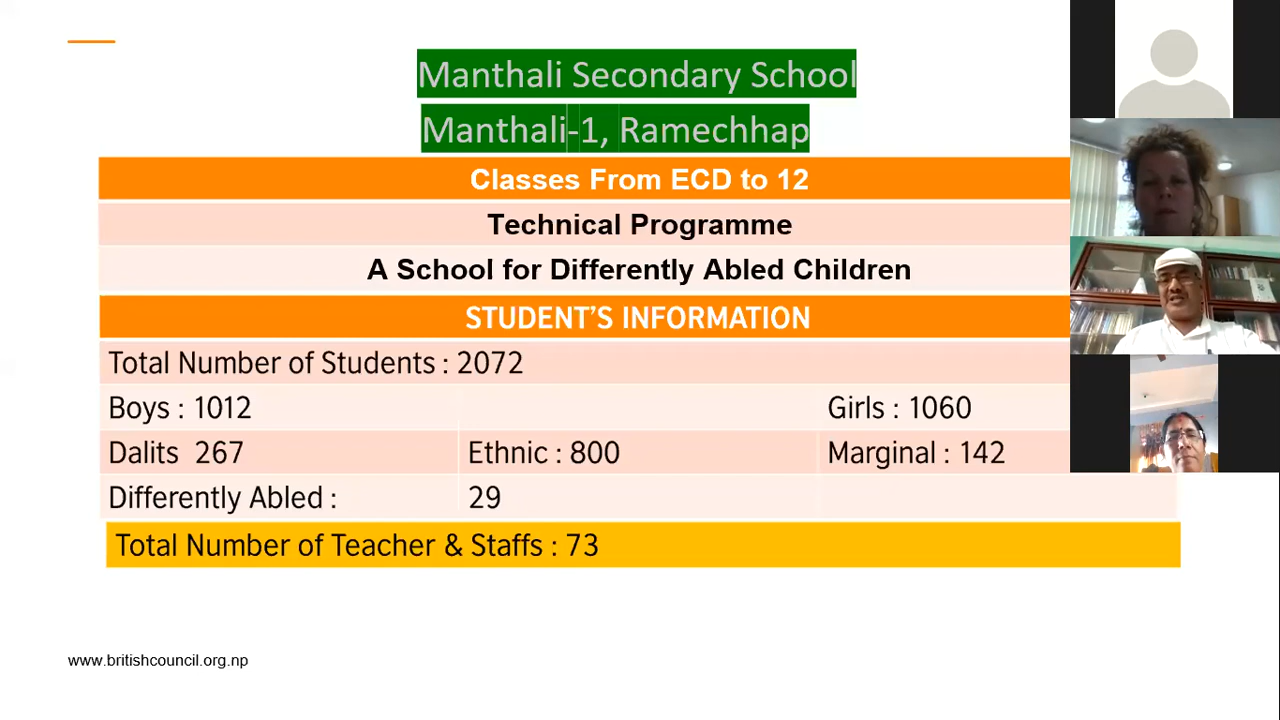 Manthali Secondary School
Manthali-1, Ramechhap
Classes From ECD to 12
Technical Programme
A School for Differently Abled Children
STUDENT'S INFORMATION
Total Number of Students : 2072
Boys : 1012 Girls : 1060
Dalits 267 Ethnic : 800 Marginal : 142
Differently Abled : 29
Total Number of Teacher & Staffs : 73
www.britishcouncil.org.np